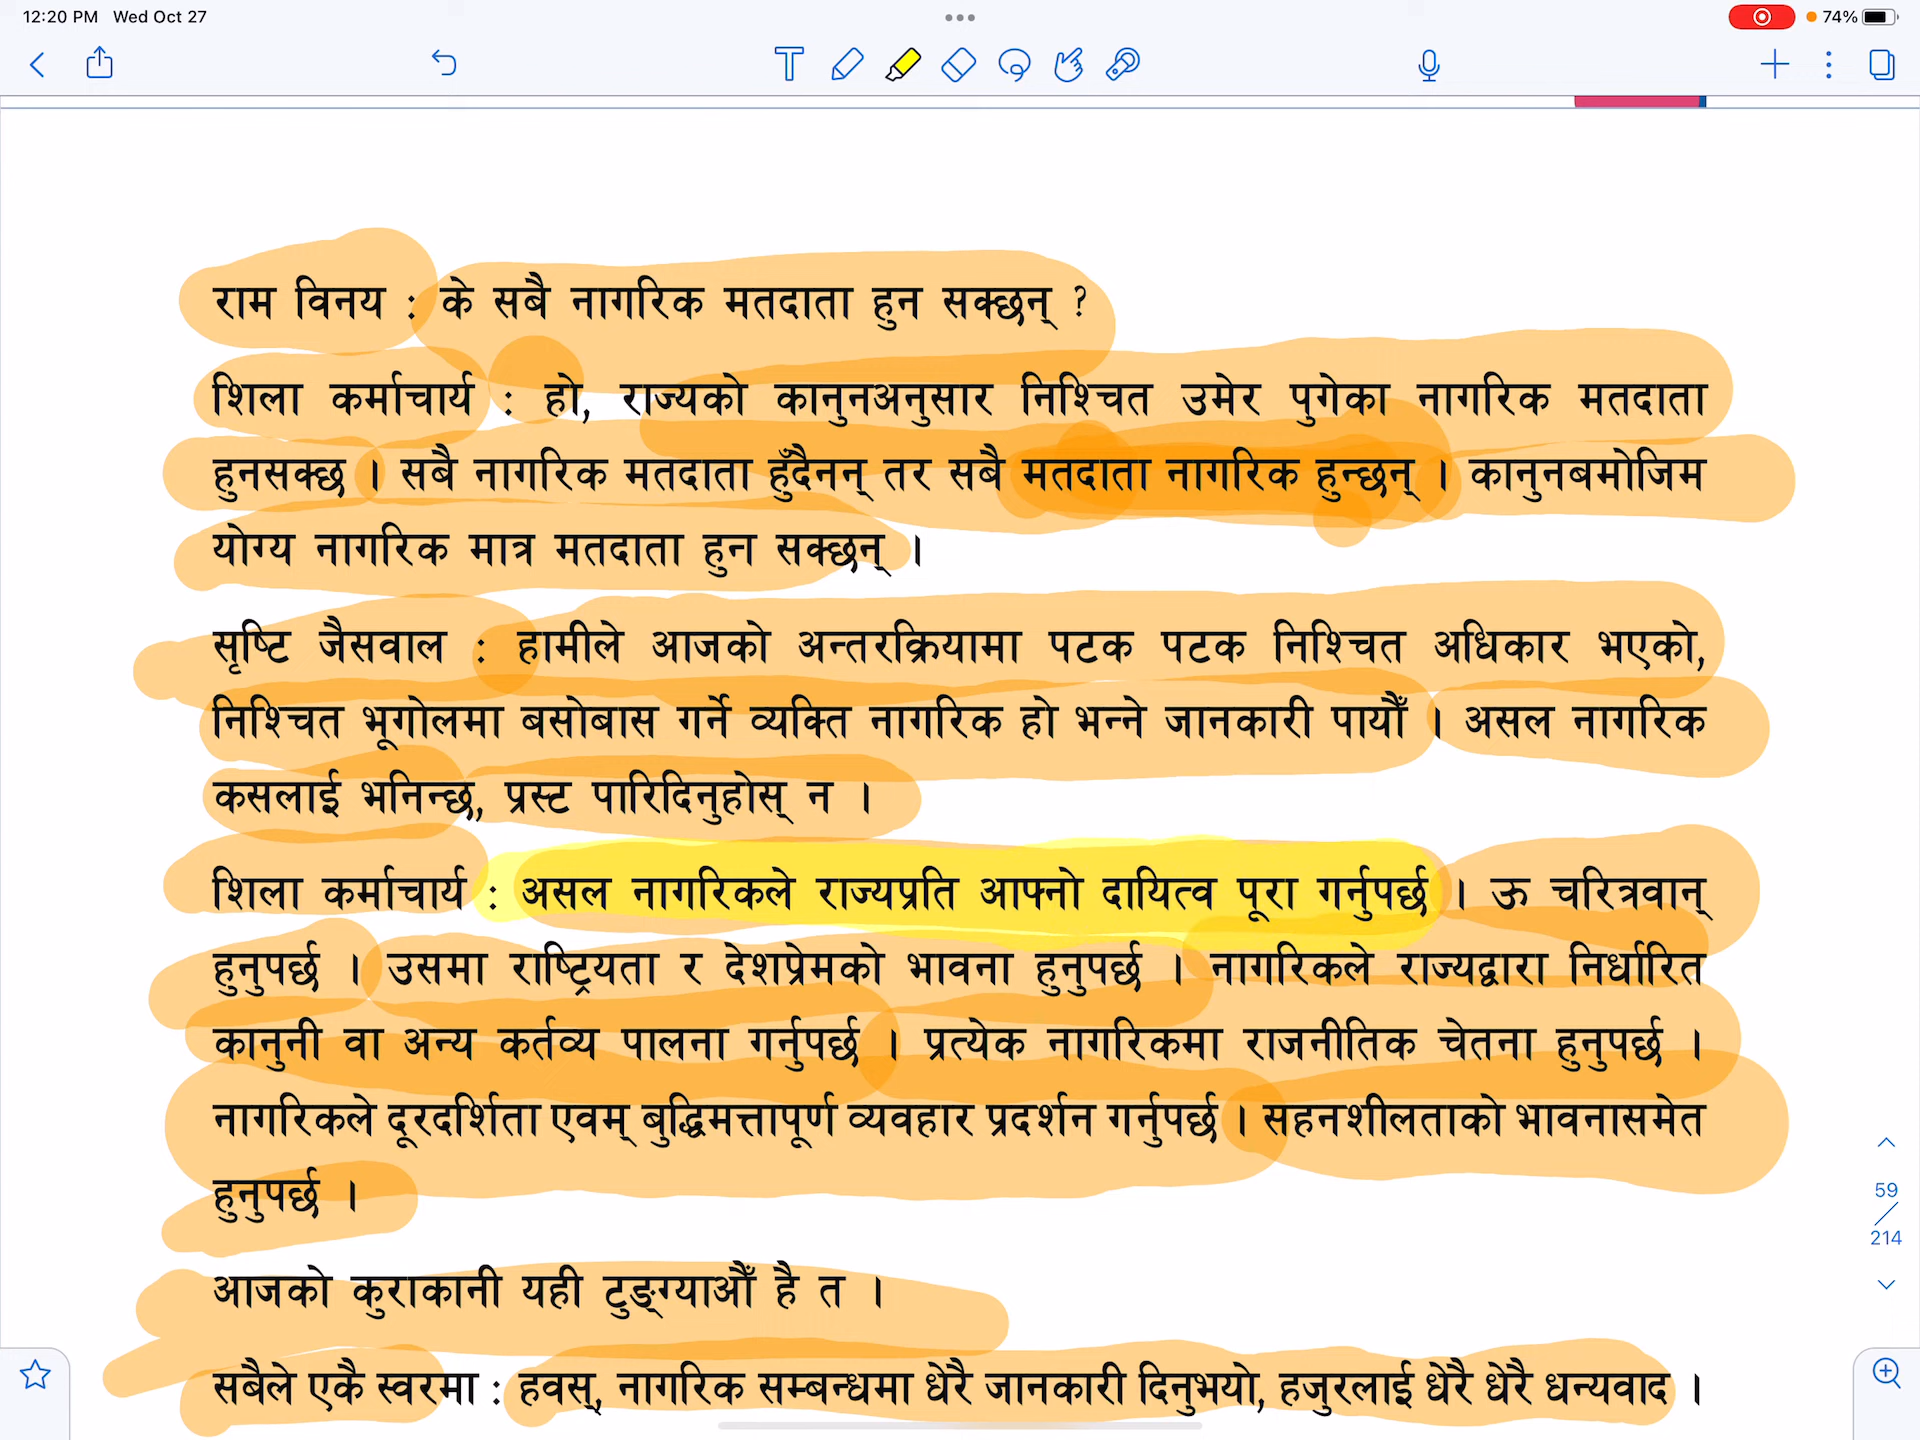 12:20 PM Wed Oct 27
74%
राम विनय : के सबै नागरिक मतदाता हुन सक्छन् ?
शिला कर्माचार्य : हो, राज्यको कानुनअनुसार निश्चित उमेर पुगेका नागरिक मतदाता
हुनसक्छ । सबै नागरिक मतदाता हुँदैनन् तर सबै मतदाता नागरिक हुन्छन् । कानुनबमोजिम
योग्य नागरिक मात्र मतदाता हुन सक्छन् ।
सृष्टि जैसवाल : हामीले आजको अन्तरक्रियामा पटक पटक निश्चित अधिकार भएको,
निश्चित भूगोलमा बसोबास गर्ने व्यक्ति नागरिक हो भन्ने जानकारी पायौँ । असल नागरिक
कसलाई भनिन्छ, प्रस्ट पारिदिनुहोस् न ।
शिला कर्माचार्य : असल नागरिकले राज्यप्रति आफ्नो दायित्व पूरा गर्नुपर्छ । ऊ चरित्रवान्
हुनुपर्छ । उसमा राष्ट्रियता र देशप्रेमको भावना हुनुपर्छ । नागरिकले राज्यद्वारा निर्धारित
कानुनी वा अन्य कर्तव्य पालना गर्नुपर्छ । प्रत्येक नागरिकमा राजनीतिक चेतना हुनुपर्छ ।
नागरिकले दूरदर्शिता एवम् बुद्धिमत्तापूर्ण व्यवहार प्रदर्शन गर्नुपर्छ । सहनशीलताको भावनासमेत
हुनुपर्छ ।
आजको कुराकानी यही टुङ्ग्याऔँ है त ।
सबैले एकै स्वरमा : हवस्, नागरिक सम्बन्धमा धेरै जानकारी दिनुभयो, हजुरलाई धेरै धेरै धन्यवाद ।
59
/
214